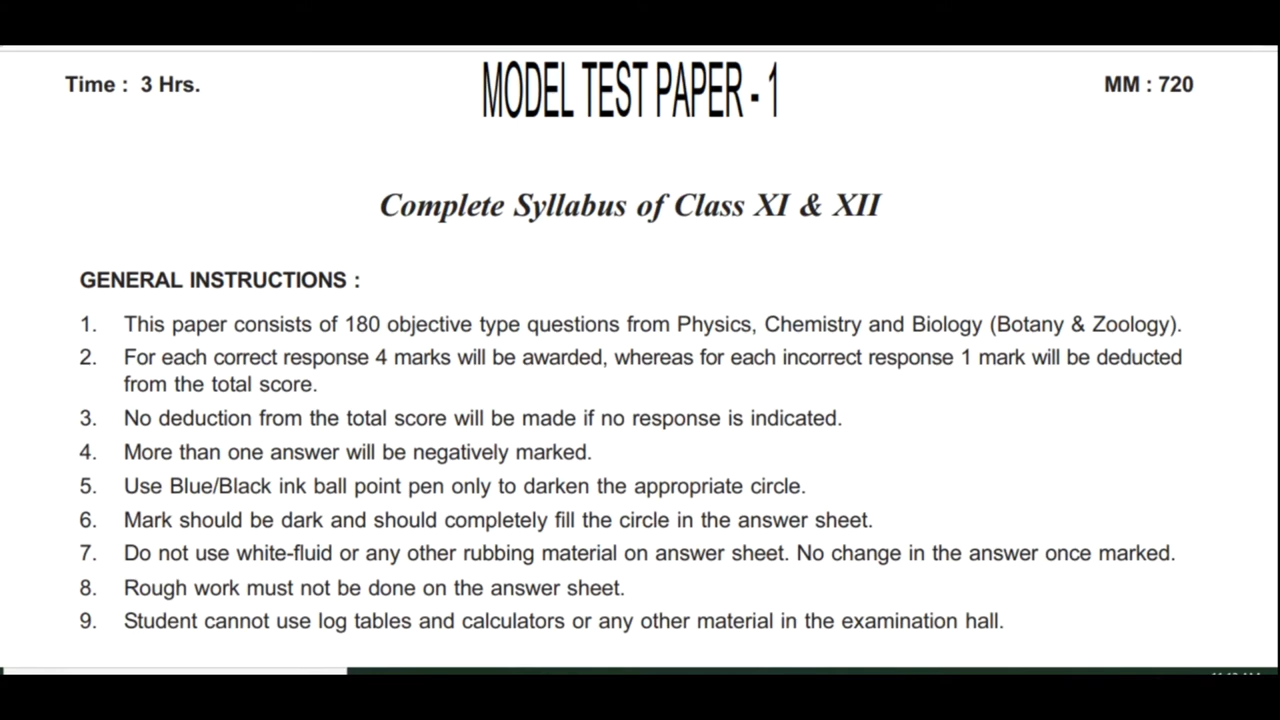 Time : 3 Hrs.
MODEL TEST PAPER - 1
MM : 720
Complete Syllabus of Class XI & XII
GENERAL INSTRUCTIONS :
1. This paper consists of 180 objective type questions from Physics, Chemistry and Biology (Botany & Zoology).
2. For each correct response 4 marks will be awarded, whereas for each incorrect response 1 mark will be deducted
from the total score.
3. No deduction from the total score will be made if no response is indicated.
4. More than one answer will be negatively marked.
5. Use Blue/Black ink ball point pen only to darken the appropriate circle.
6. Mark should be dark and should completely fill the circle in the answer sheet.
7. Do not use white-fluid or any other rubbing material on answer sheet. No change in the answer once marked.
8. Rough work must not be done on the answer sheet.
9. Student cannot use log tables and calculators or any other material in the examination hall.